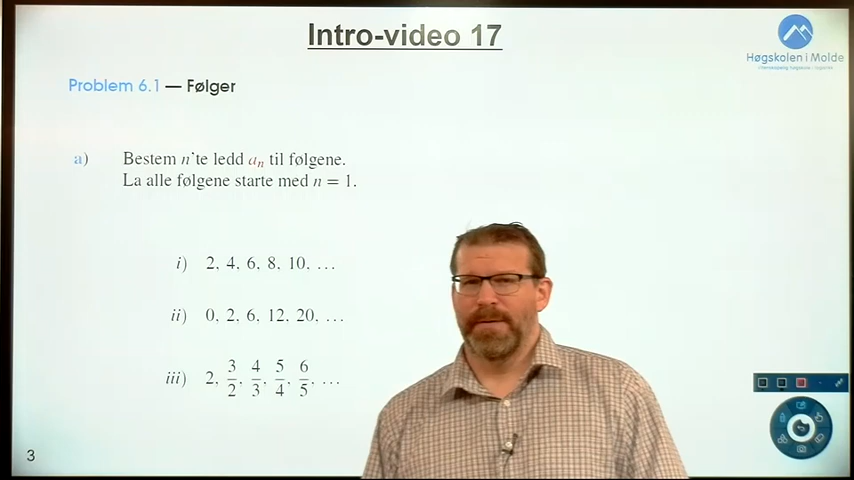 Intro-video 17
Høgskolen i Molde
Problem 6.1 — Følger
a) Bestem n'te ledd aₙ til følgene.
La alle følgene starte med n = 1.
i) 2, 4, 6, 8, 10, ...
ii) 0, 2, 6, 12, 20, ...
iii) 2, 3/2, 4/3, 5/4, 6/5, ...
3